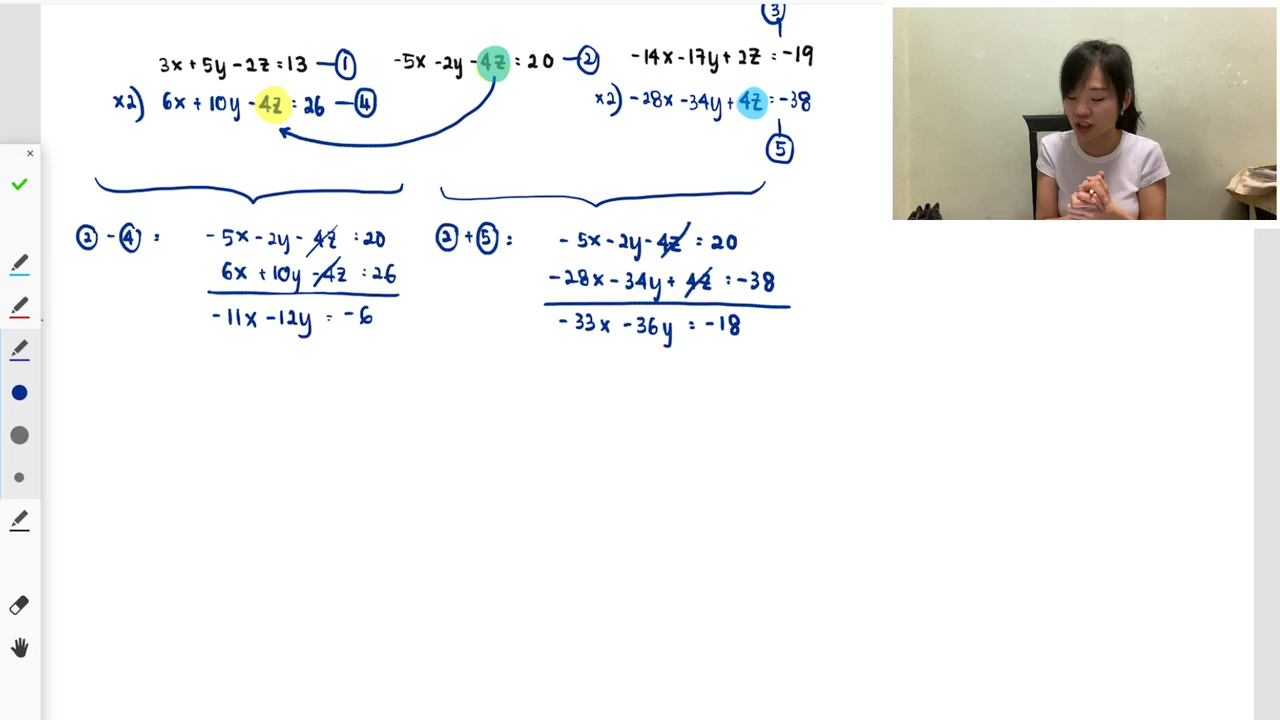 ③
3x + 5y - 2z = 13 — ① -5x - 2y - 4z = 20 — ② -14x - 17y + 2z = -19
x2) 6x + 10y - 4z = 26 — ④ x2) -28x - 34y + 4z = -38
⑤
② - ④ : -5x - 2y - 4z : 20 ② + ⑤ : -5x - 2y - 4z : 20
6x + 10y - 4z : 26 -28x - 34y + 4z : -38
-11x - 12y = -6 -33x - 36y = -18